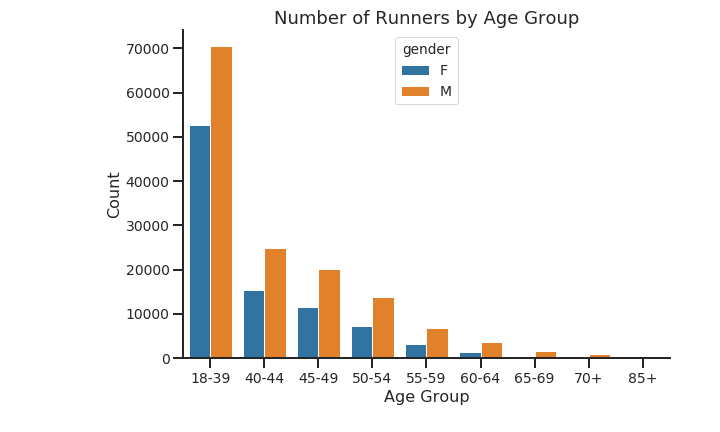 Number of Runners by Age Group
gender
F
M
70000
60000
50000
40000
30000
20000
10000
0
Count
18-39 40-44 45-49 50-54 55-59 60-64 65-69 70+ 85+
Age Group